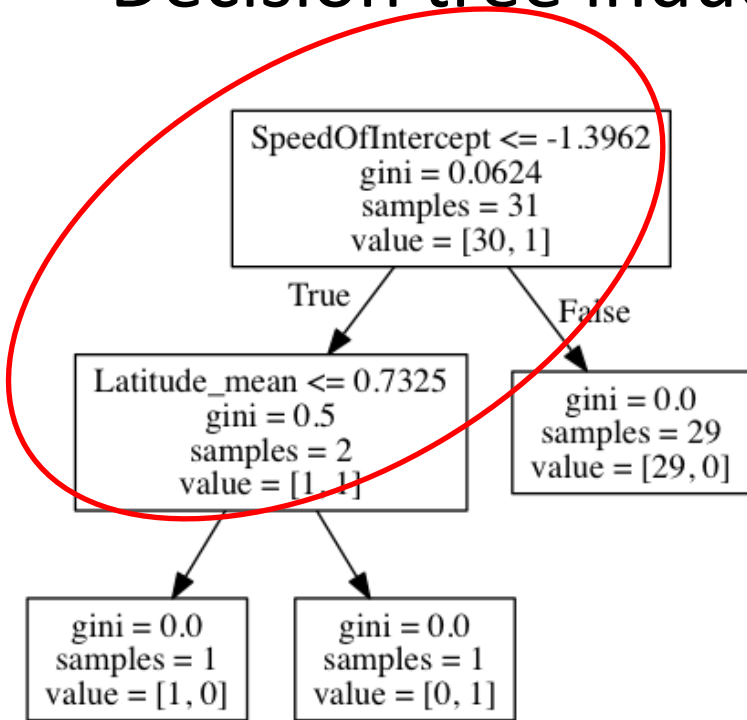 Decision tree
SpeedOfIntercept <= -1.3962
gini = 0.0624
samples = 31
value = [30, 1]
True
False
Latitude_mean <= 0.7325
gini = 0.5
samples = 2
value = [1, 1]
gini = 0.0
samples = 29
value = [29, 0]
gini = 0.0
samples = 1
value = [1, 0]
gini = 0.0
samples = 1
value = [0, 1]